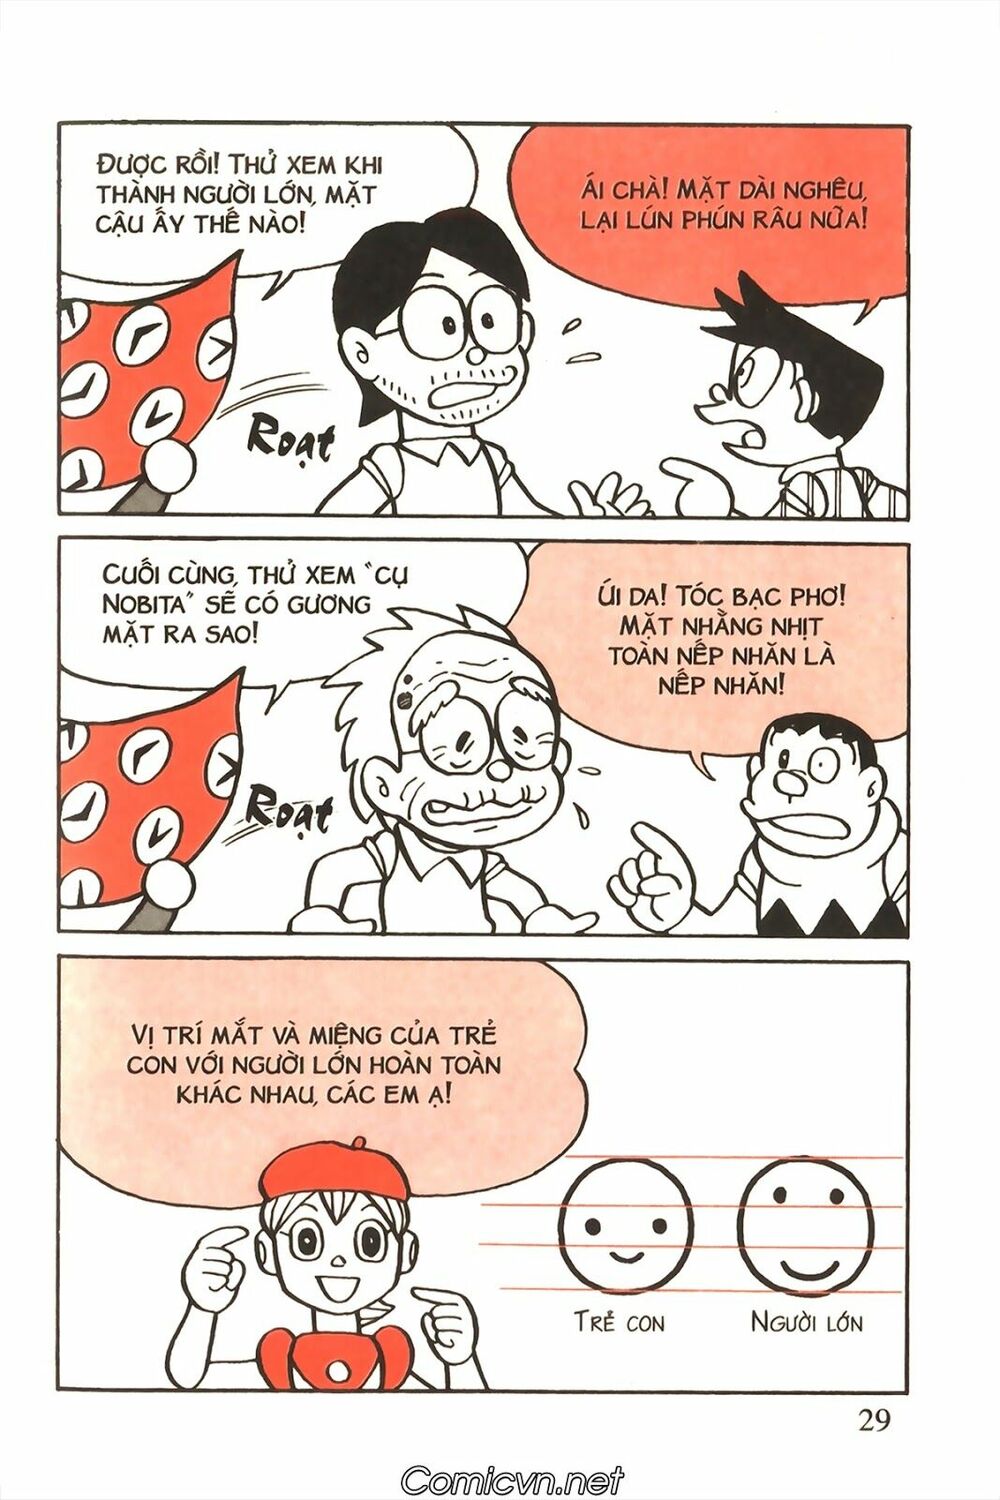 ĐƯỢC RỒI! THỬ XEM KHI
THÀNH NGƯỜI LỚN, MẶT
CẬU ẤY THẾ NÀO!
ÁI CHÀ! MẶT DÀI NGHÊU,
LẠI LÚN PHÚN RÂU NỮA!
Roạt
CUỐI CÙNG, THỬ XEM "CỤ
NOBITA" SẼ CÓ GƯƠNG
MẶT RA SAO!
ÚI DA! TÓC BẠC PHƠ!
MẶT NHẰNG NHỊT
TOÀN NẾP NHĂN LÀ
NẾP NHĂN!
Roạt
VỊ TRÍ MẮT VÀ MIỆNG CỦA TRẺ
CON VỚI NGƯỜI LỚN HOÀN TOÀN
KHÁC NHAU, CÁC EM Ạ!
TRẺ CON
NGƯỜI LỚN
29
Comicvn.net